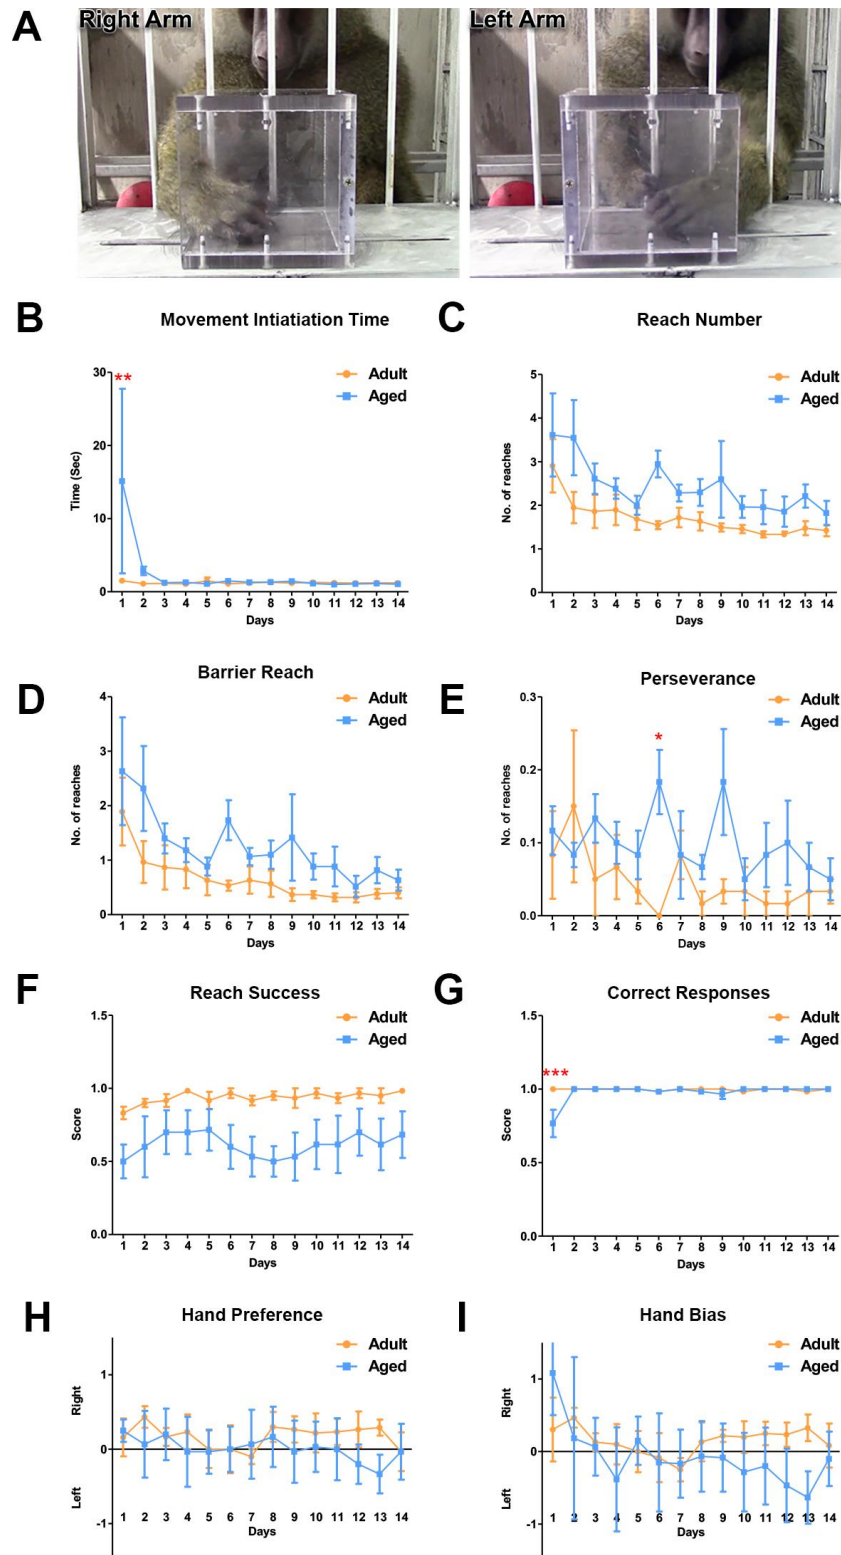 A
Right Arm
Left Arm
B
Movement Intiatiation Time
Adult
Aged
**
Time (Sec)
30
20
10
0
1 2 3 4 5 6 7 8 9 10 11 12 13 14
Days
C
Reach Number
Adult
Aged
No. of reaches
5
4
3
2
1
0
1 2 3 4 5 6 7 8 9 10 11 12 13 14
Days
D
Barrier Reach
Adult
Aged
No. of reaches
4
3
2
1
0
1 2 3 4 5 6 7 8 9 10 11 12 13 14
Days
E
Perseverance
Adult
Aged
*
No. of reaches
0.3
0.2
0.1
0.0
1 2 3 4 5 6 7 8 9 10 11 12 13 14
Days
F
Reach Success
Adult
Aged
Score
1.5
1.0
0.5
0.0
1 2 3 4 5 6 7 8 9 10 11 12 13 14
Days
G
Correct Responses
Adult
Aged
***
Score
1.5
1.0
0.5
0.0
1 2 3 4 5 6 7 8 9 10 11 12 13 14
Days
H
Hand Preference
Adult
Aged
Right
Left
1
0
-1
1 2 3 4 5 6 7 8 9 10 11 12 13 14
Days
I
Hand Bias
Adult
Aged
Right
Left
1
0
-1
1 2 3 4 5 6 7 8 9 10 11 12 13 14
Days